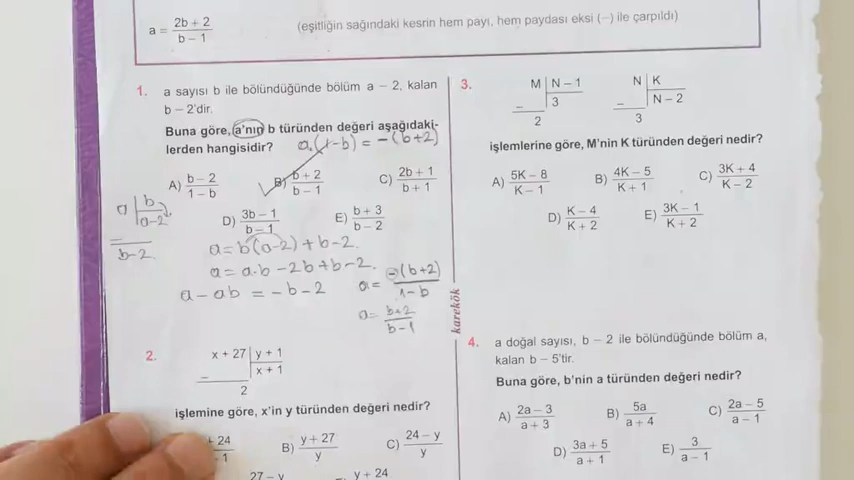 a = 2b + 2 / b − 1
(eşitliğin sağındaki kesrin hem payı, hem paydası eksi (−) ile çarpıldı)
1. a sayısı b ile bölündüğünde bölüm a − 2, kalan
b − 2'dir.
Buna göre, a'nın b türünden değeri aşağıdaki-
lerden hangisidir?
a.(1-b) = -(b+2)
A) b − 2 / 1 − b
B) b + 2 / b − 1
C) 2b + 1 / b + 1
D) 3b − 1 / b − 1
E) b + 3 / b − 2
a | b
a-2
b-2
a=b(a-2)+b-2
a=a.b-2b+b-2
a-ab=-b-2
a= -(b+2) / 1-b
a= b+2 / b-1
2. x + 27 | y + 1
x + 1
− 2
işlemine göre, x'in y türünden değeri nedir?
+ 24
B) y + 27 / y
C) 24 − y / y
27 − y
y + 24
karekök
3. M | N − 1
3
− 2
N | K
N − 2
− 3
işlemlerine göre, M'nin K türünden değeri nedir?
A) 5K − 8 / K − 1
B) 4K − 5 / K + 1
C) 3K + 4 / K − 2
D) K − 4 / K + 2
E) 3K − 1 / K + 2
4. a doğal sayısı, b − 2 ile bölündüğünde bölüm a,
kalan b − 5'tir.
Buna göre, b'nin a türünden değeri nedir?
A) 2a − 3 / a + 3
B) 5a / a + 4
C) 2a − 5 / a − 1
D) 3a + 5 / a + 1
E) 3 / a − 1